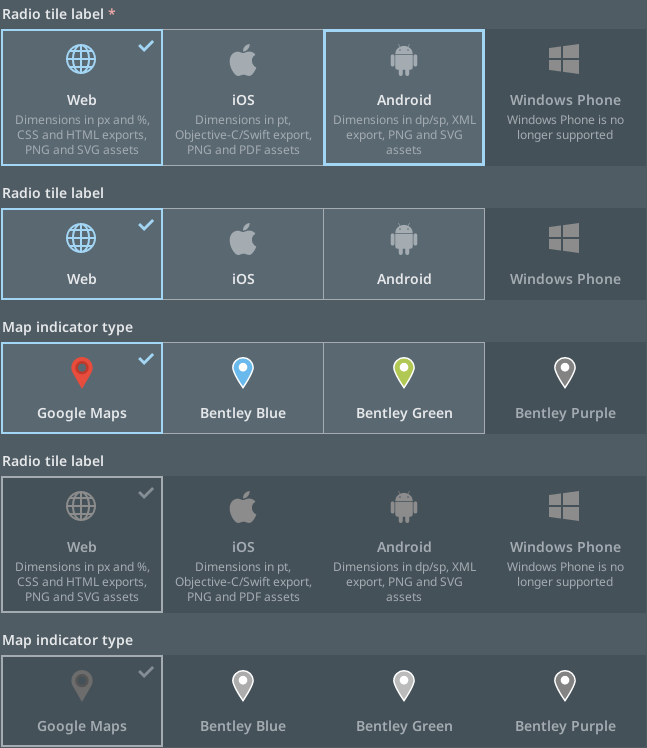 Radio tile label *
Web
Dimensions in px and %,
CSS and HTML exports,
PNG and SVG assets
iOS
Dimensions in pt,
Objective-C/Swift export,
PNG and PDF assets
Android
Dimensions in dp/sp, XML
export, PNG and SVG
assets
Windows Phone
Windows Phone is no
longer supported
Radio tile label
Web
iOS
Android
Windows Phone
Map indicator type
Google Maps
Bentley Blue
Bentley Green
Bentley Purple
Radio tile label
Web
Dimensions in px and %,
CSS and HTML exports,
PNG and SVG assets
iOS
Dimensions in pt,
Objective-C/Swift export,
PNG and PDF assets
Android
Dimensions in dp/sp, XML
export, PNG and SVG
assets
Windows Phone
Windows Phone is no
longer supported
Map indicator type
Google Maps
Bentley Blue
Bentley Green
Bentley Purple